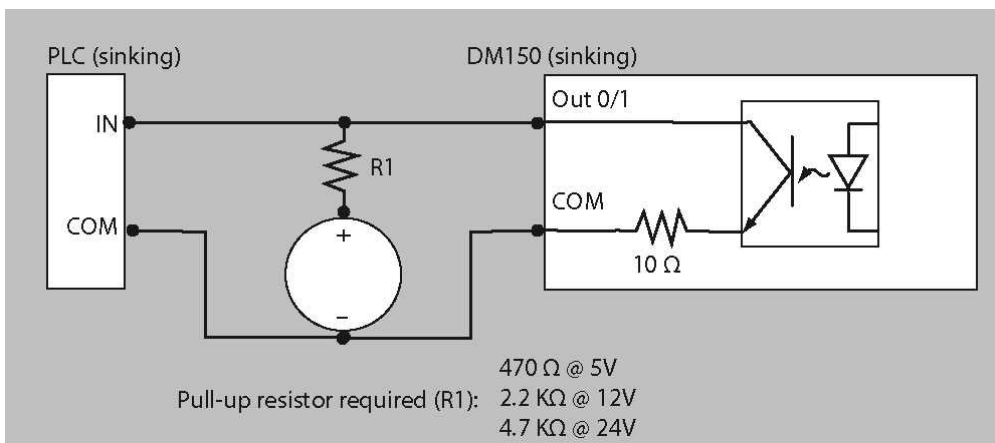 PLC (sinking)
DM150 (sinking)
Out 0/1
IN
R1
COM
COM
+
10 Ω
–
470 Ω @ 5V
Pull-up resistor required (R1): 2.2 KΩ @ 12V
4.7 KΩ @ 24V